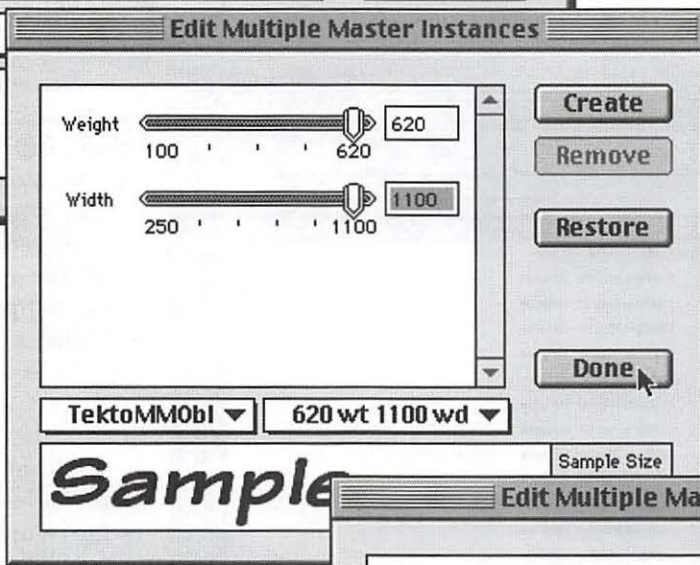 Edit Multiple Master Instances
Weight 620
100 620
Width 1100
250 1100
Create
Remove
Restore
Done
TektoMMObl 620 wt 1100 wd
Sample Sample Size
Edit Multiple Ma